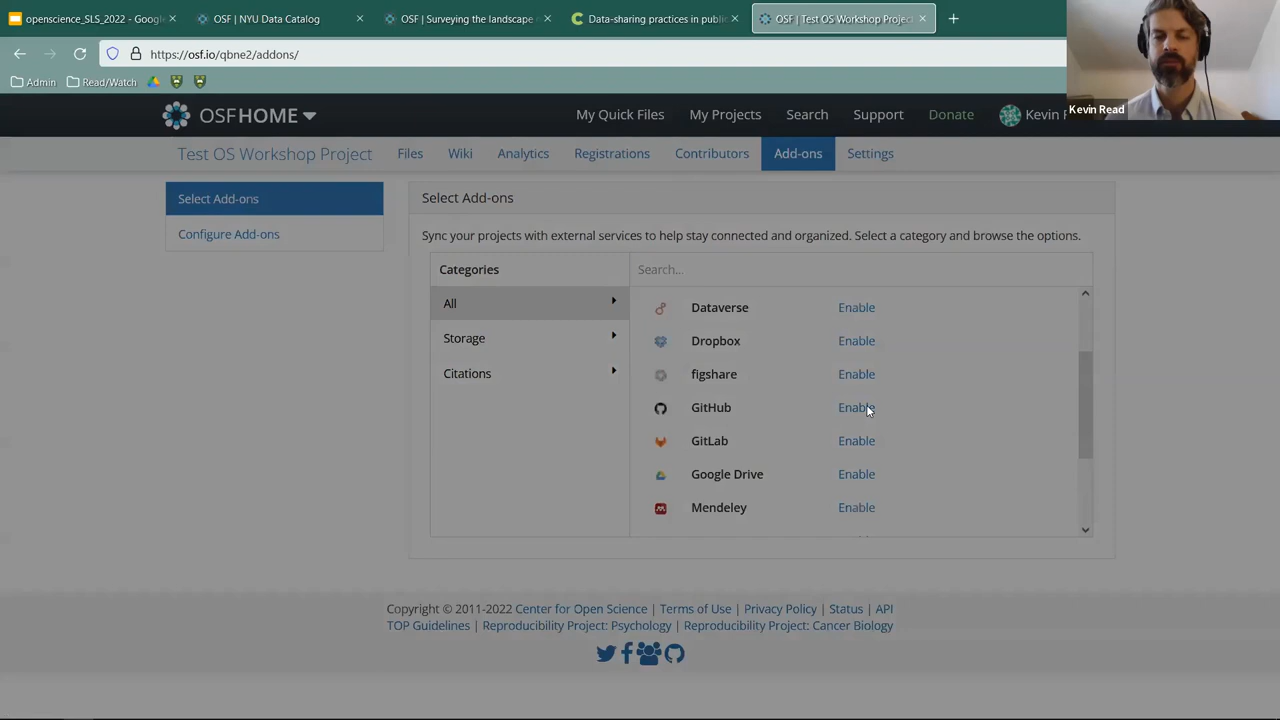 openscience_SLS_2022 - Googl
OSF | NYU Data Catalog
OSF | Surveying the landscape
Data-sharing practices in public
OSF | Test OS Workshop Project
https://osf.io/qbne2/addons/
Admin
Read/Watch
Kevin Read
OSFHOME
My Quick Files
My Projects
Search
Support
Donate
Kevin R
Test OS Workshop Project
Files
Wiki
Analytics
Registrations
Contributors
Add-ons
Settings
Select Add-ons
Configure Add-ons
Select Add-ons
Sync your projects with external services to help stay connected and organized. Select a category and browse the options.
Categories
Search...
All
Storage
Citations
Dataverse Enable
Dropbox Enable
figshare Enable
GitHub Enable
GitLab Enable
Google Drive Enable
Mendeley Enable
Copyright © 2011-2022 Center for Open Science | Terms of Use | Privacy Policy | Status | API
TOP Guidelines | Reproducibility Project: Psychology | Reproducibility Project: Cancer Biology